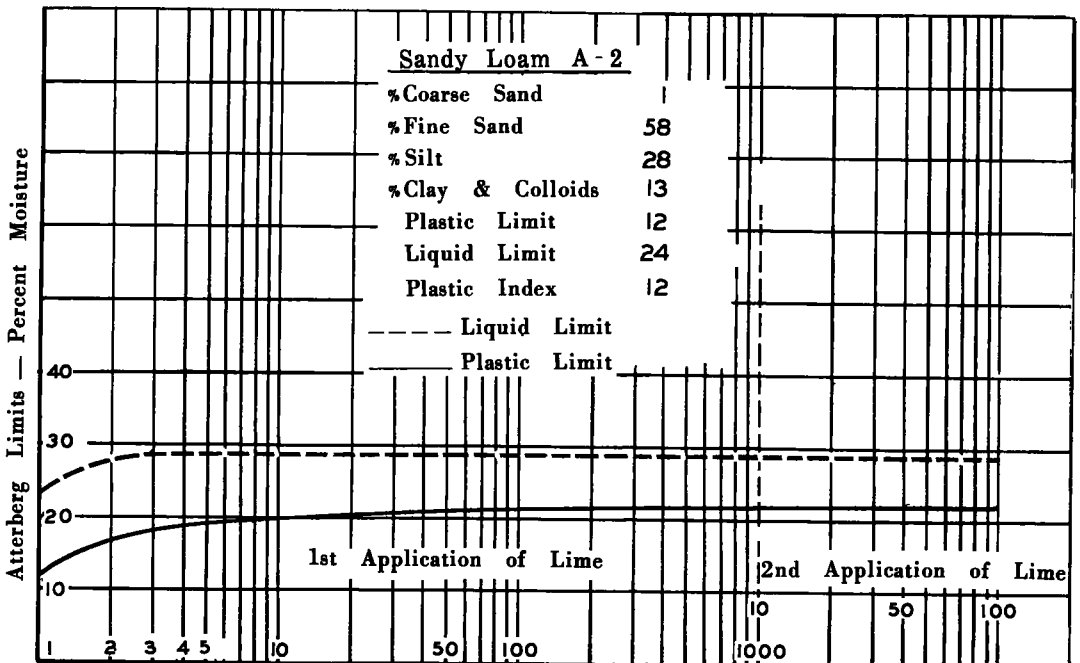 Sandy Loam A-2
% Coarse Sand 1
% Fine Sand 58
% Silt 28
% Clay & Colloids 13
Plastic Limit 12
Liquid Limit 24
Plastic Index 12
Liquid Limit
Plastic Limit
Atterberg Limits — Percent Moisture
40
30
20
10
1st Application of Lime
2nd Application of Lime
10 50 100
1 2 3 4 5 10 50 100 1000